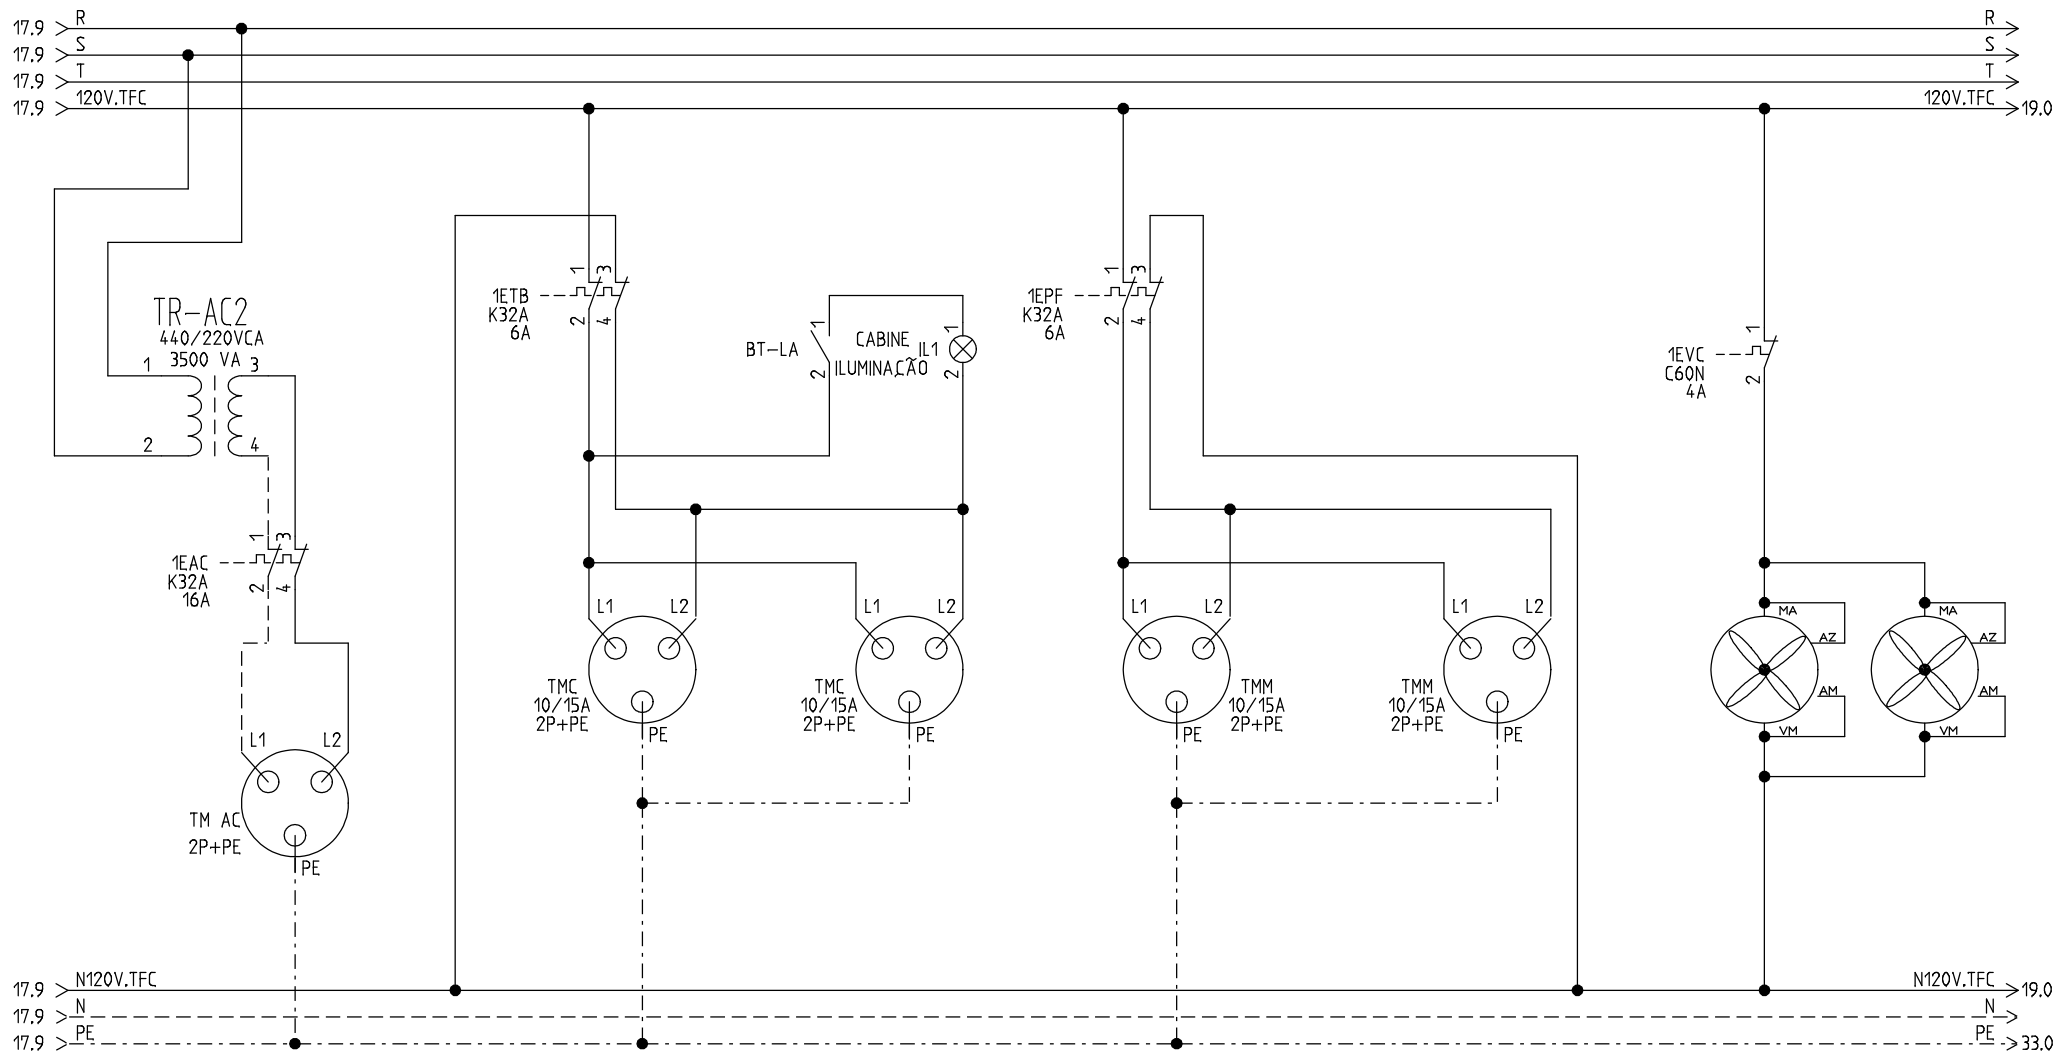 17.9 R R
17.9 S S
17.9 T T
17.9 120V.TFC 120V.TFC 19.0
TR-AC2
440/220VCA
3500 VA
1 3
2 4
1 3
1EAC
K32A
16A
2 4
L1 L2
TM AC
2P+PE
PE
1 3
1ETB
K32A
6A
2 4
1
BT-LA
2
CABINE
ILUMINAÇÃO
1
IL1
2
L1 L2
TMC
10/15A
2P+PE
PE
L1 L2
TMC
10/15A
2P+PE
PE
1 3
1EPF
K32A
6A
2 4
L1 L2
TMM
10/15A
2P+PE
PE
L1 L2
TMM
10/15A
2P+PE
PE
1
1EVC
C60N
4A
2
MA
AZ
AM
VM
MA
AZ
AM
VM
17.9 N120V.TFC N120V.TFC 19.0
17.9 N N
17.9 PE PE 33.0